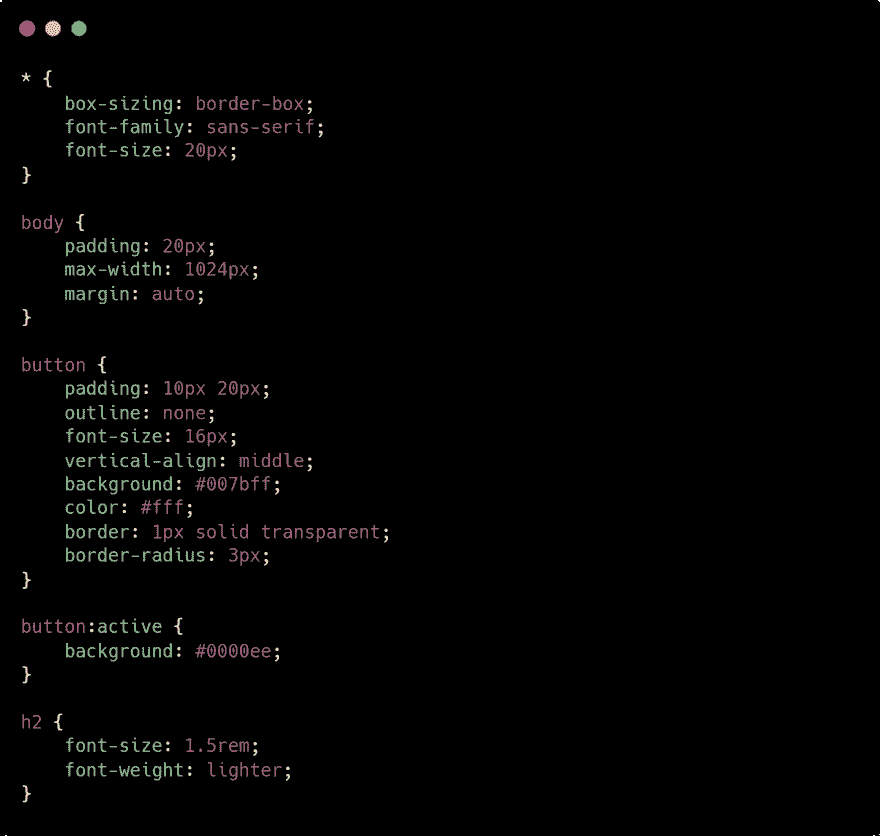 * {
    box-sizing: border-box;
    font-family: sans-serif;
    font-size: 20px;
}

body {
    padding: 20px;
    max-width: 1024px;
    margin: auto;
}

button {
    padding: 10px 20px;
    outline: none;
    font-size: 16px;
    vertical-align: middle;
    background: #007bff;
    color: #fff;
    border: 1px solid transparent;
    border-radius: 3px;
}

button:active {
    background: #0000ee;
}

h2 {
    font-size: 1.5rem;
    font-weight: lighter;
}